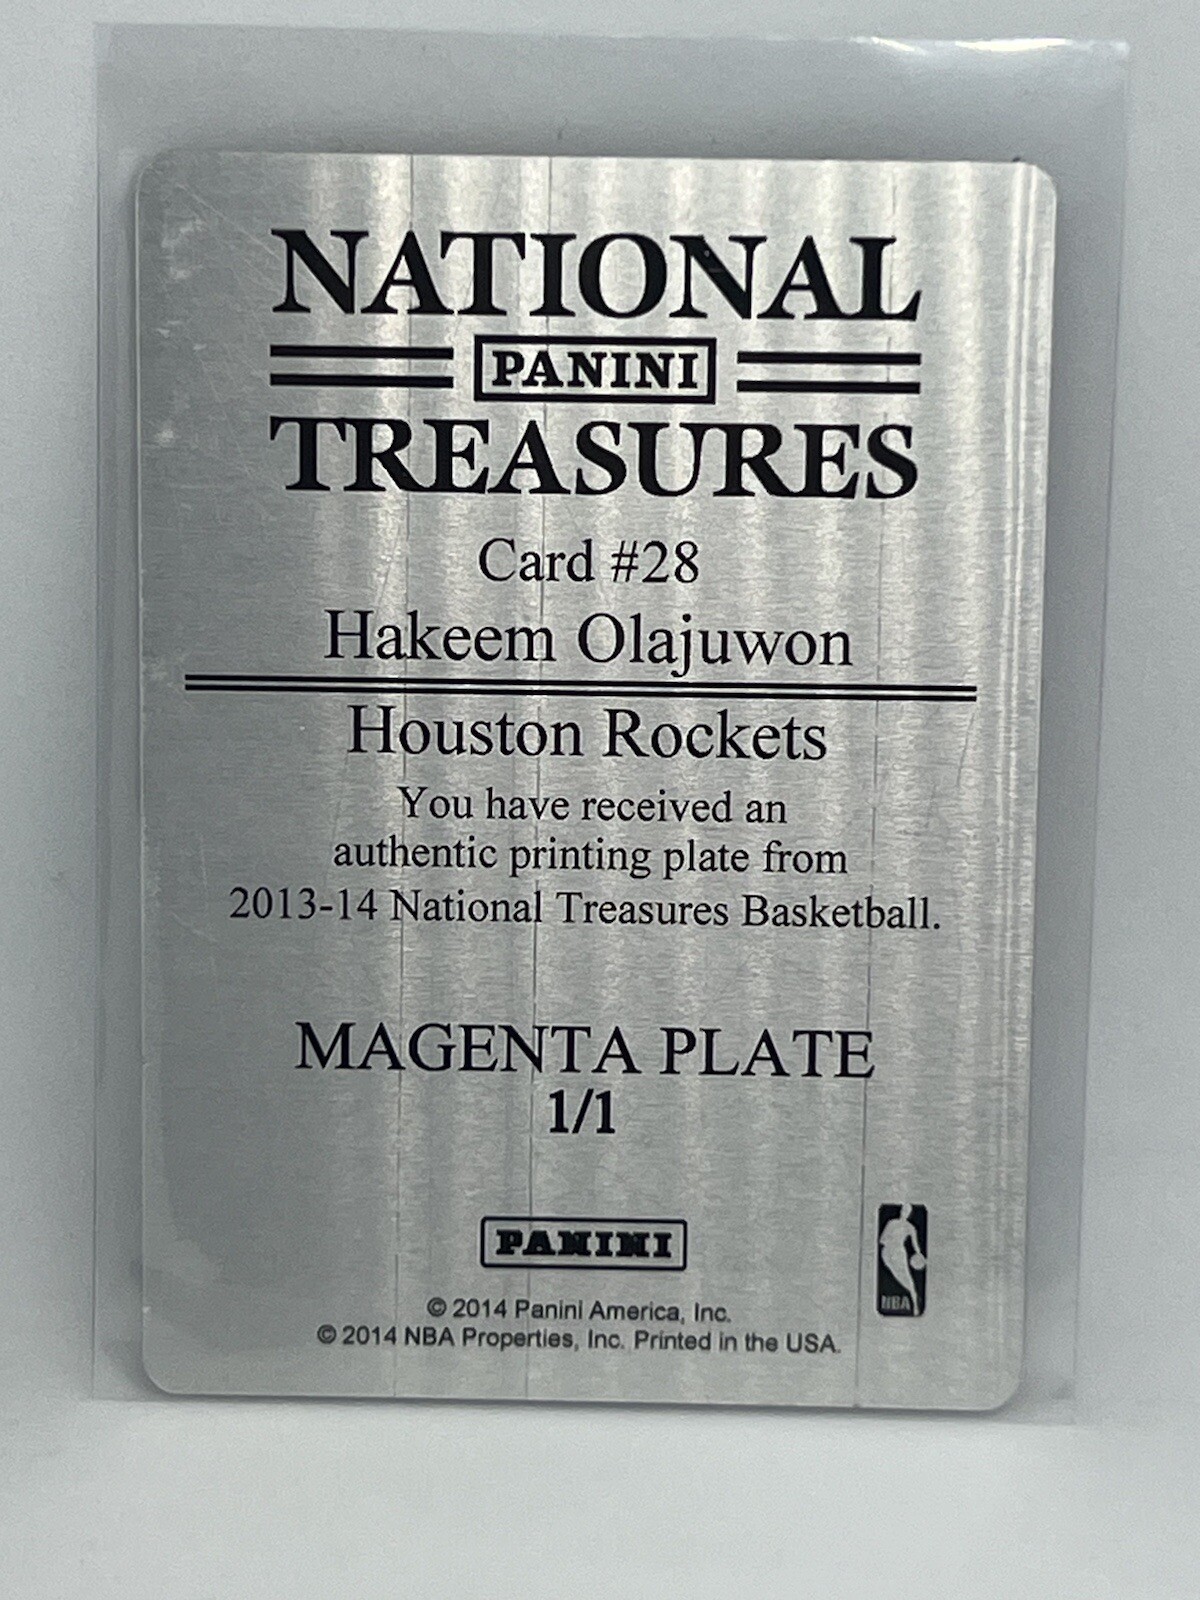 NATIONAL
PANINI
TREASURES
Card #28
Hakeem Olajuwon
Houston Rockets
You have received an
authentic printing plate from
2013-14 National Treasures Basketball.
MAGENTA PLATE
1/1
PANINI
NBA
© 2014 Panini America, Inc.
© 2014 NBA Properties, Inc. Printed in the USA.